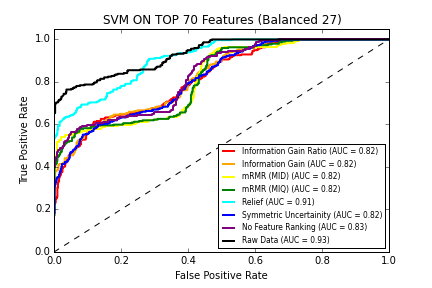 SVM ON TOP 70 Features (Balanced 27)
True Positive Rate
1.0
0.8
0.6
0.4
0.2
0.0
Information Gain Ratio (AUC = 0.82)
Information Gain (AUC = 0.82)
mRMR (MID) (AUC = 0.82)
mRMR (MIQ) (AUC = 0.82)
Relief (AUC = 0.91)
Symmetric Uncertainity (AUC = 0.82)
No Feature Ranking (AUC = 0.83)
Raw Data (AUC = 0.93)
0.0 0.2 0.4 0.6 0.8 1.0
False Positive Rate